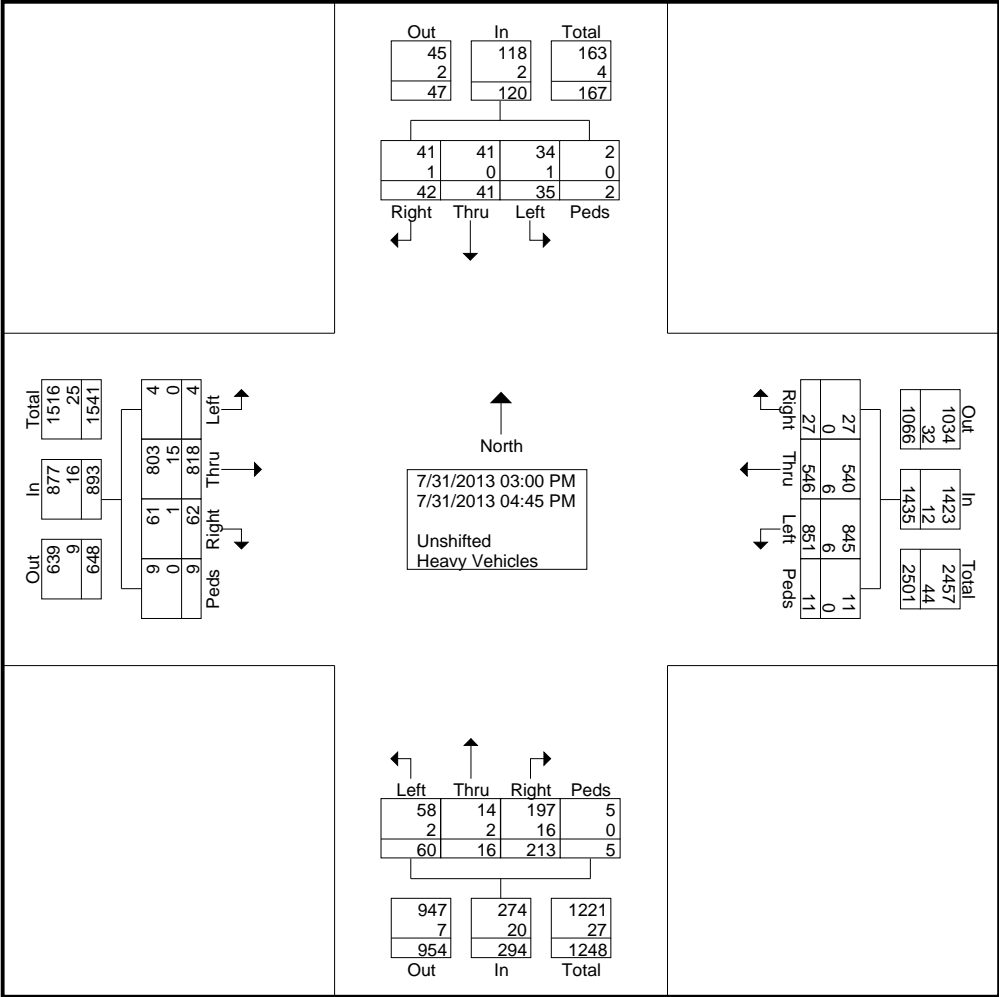 Out In Total
45 118 163
2 2 4
47 120 167
41 41 34 2
1 0 1 0
42 41 35 2
Right Thru Left Peds
Total
1516
25
1541
In
877
16
893
Out
639
9
648
4 0 4
Left
803 15 818
Thru
61 1 62
Right
9 0 9
Peds
North
7/31/2013 03:00 PM
7/31/2013 04:45 PM
Unshifted
Heavy Vehicles
Right
27 0 27
Thru
546 6 540
Left
851 6 845
Peds
11 0 11
Out
1034
32
1066
In
1423
12
1435
Total
2457
44
2501
Left Thru Right Peds
58 14 197 5
2 2 16 0
60 16 213 5
947 274 1221
7 20 27
954 294 1248
Out In Total